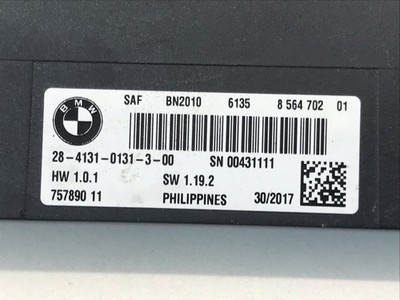 BMW
SAF BN2010 6135 8 564 702 01
28-4131-0131-3-00 SN 00431111
HW 1.0.1 SW 1.19.2
757890 11 PHILIPPINES 30/2017